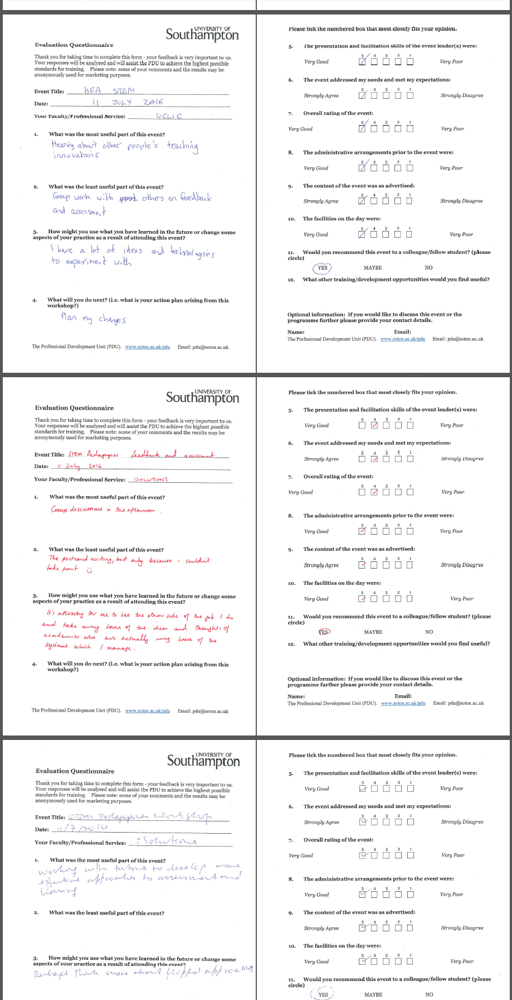 UNIVERSITY OF
Southampton
Evaluation Questionnaire
Thank you for taking time to complete this form - your feedback is very important to us.
Your responses will be analysed and will assist the PDU to achieve the highest possible
standards for training. Please note: some of your comments and the results may be
anonymously used for marketing purposes.
Event Title: HEA STEM
Date: 11 JULY 2016
Your Faculty/Professional Service: UCLIC
1. What was the most useful part of this event?
Hearing about other people's teaching
innovations
2. What was the least useful part of this event?
Group work with others on feedback
and assessment
3. How might you use what you have learned in the future or change some
aspects of your practice as a result of attending this event?
I have a lot of ideas and technologies
to experiment with
4. What will you do next? (i.e. what is your action plan arising from this
workshop?)
Plan my changes
The Professional Development Unit (PDU). www.soton.ac.uk/pdu Email: pdu@soton.ac.uk
Please tick the numbered box that most closely fits your opinion.
5. The presentation and facilitation skills of the event leader(s) were:
5 4 3 2 1
Very Good Very Poor
6. The event addressed my needs and met my expectations:
5 4 3 2 1
Strongly Agree Strongly Disagree
7. Overall rating of the event:
5 4 3 2 1
Very Good Very Poor
8. The administrative arrangements prior to the event were:
5 4 3 2 1
Very Good Very Poor
9. The content of the event was as advertised:
5 4 3 2 1
Strongly Agree Strongly Disagree
10. The facilities on the day were:
5 4 3 2 1
Very Good Very Poor
11. Would you recommend this event to a colleague/fellow student? (please
circle)
YES MAYBE NO
12. What other training/development opportunities would you find useful?
Optional information: If you would like to discuss this event or the
programme further please provide your contact details.
Name: Email:
The Professional Development Unit (PDU). www.soton.ac.uk/pdu Email: pdu@soton.ac.uk
UNIVERSITY OF
Southampton
Evaluation Questionnaire
Thank you for taking time to complete this form - your feedback is very important to us.
Your responses will be analysed and will assist the PDU to achieve the highest possible
standards for training. Please note: some of your comments and the results may be
anonymously used for marketing purposes.
Event Title: STEM Pedagogies feedback and assessment
Date: 11 July 2016
Your Faculty/Professional Service: ISOLUTIONS
1. What was the most useful part of this event?
Group discussions in the afternoon.
2. What was the least useful part of this event?
The postcard writing, but only because i couldn't
take part
3. How might you use what you have learned in the future or change some
aspects of your practice as a result of attending this event?
It's interesting for me to see the other side of the job I do
and take away some of the ideas and thoughts of
academics who are actually using some of the
systems which I manage.
4. What will you do next? (i.e. what is your action plan arising from this
workshop?)
The Professional Development Unit (PDU). www.soton.ac.uk/pdu Email: pdu@soton.ac.uk
Please tick the numbered box that most closely fits your opinion.
5. The presentation and facilitation skills of the event leader(s) were:
5 4 3 2 1
Very Good Very Poor
6. The event addressed my needs and met my expectations:
5 4 3 2 1
Strongly Agree Strongly Disagree
7. Overall rating of the event:
5 4 3 2 1
Very Good Very Poor
8. The administrative arrangements prior to the event were:
5 4 3 2 1
Very Good Very Poor
9. The content of the event was as advertised:
5 4 3 2 1
Strongly Agree Strongly Disagree
10. The facilities on the day were:
5 4 3 2 1
Very Good Very Poor
11. Would you recommend this event to a colleague/fellow student? (please
circle)
YES MAYBE NO
12. What other training/development opportunities would you find useful?
Optional information: If you would like to discuss this event or the
programme further please provide your contact details.
Name: Email:
The Professional Development Unit (PDU). www.soton.ac.uk/pdu Email: pdu@soton.ac.uk
UNIVERSITY OF
Southampton
Evaluation Questionnaire
Thank you for taking time to complete this form - your feedback is very important to us.
Your responses will be analysed and will assist the PDU to achieve the highest possible
standards for training. Please note: some of your comments and the results may be
anonymously used for marketing purposes.
Event Title: STEM Pedagogies Workshop
Date: 11/7/2016
Your Faculty/Professional Service: iSolutions
1. What was the most useful part of this event?
working with tutors to develop more
effective approaches to assessment and
learning
2. What was the least useful part of this event?
3. How might you use what you have learned in the future or change some
aspects of your practice as a result of attending this event?
Perhaps think more about flipped approaches
Please tick the numbered box that most closely fits your opinion.
5. The presentation and facilitation skills of the event leader(s) were:
5 4 3 2 1
Very Good Very Poor
6. The event addressed my needs and met my expectations:
5 4 3 2 1
Strongly Agree Strongly Disagree
7. Overall rating of the event:
5 4 3 2 1
Very Good Very Poor
8. The administrative arrangements prior to the event were:
5 4 3 2 1
Very Good Very Poor
9. The content of the event was as advertised:
5 4 3 2 1
Strongly Agree Strongly Disagree
10. The facilities on the day were:
5 4 3 2 1
Very Good Very Poor
11. Would you recommend this event to a colleague/fellow student? (please
circle)
YES MAYBE NO